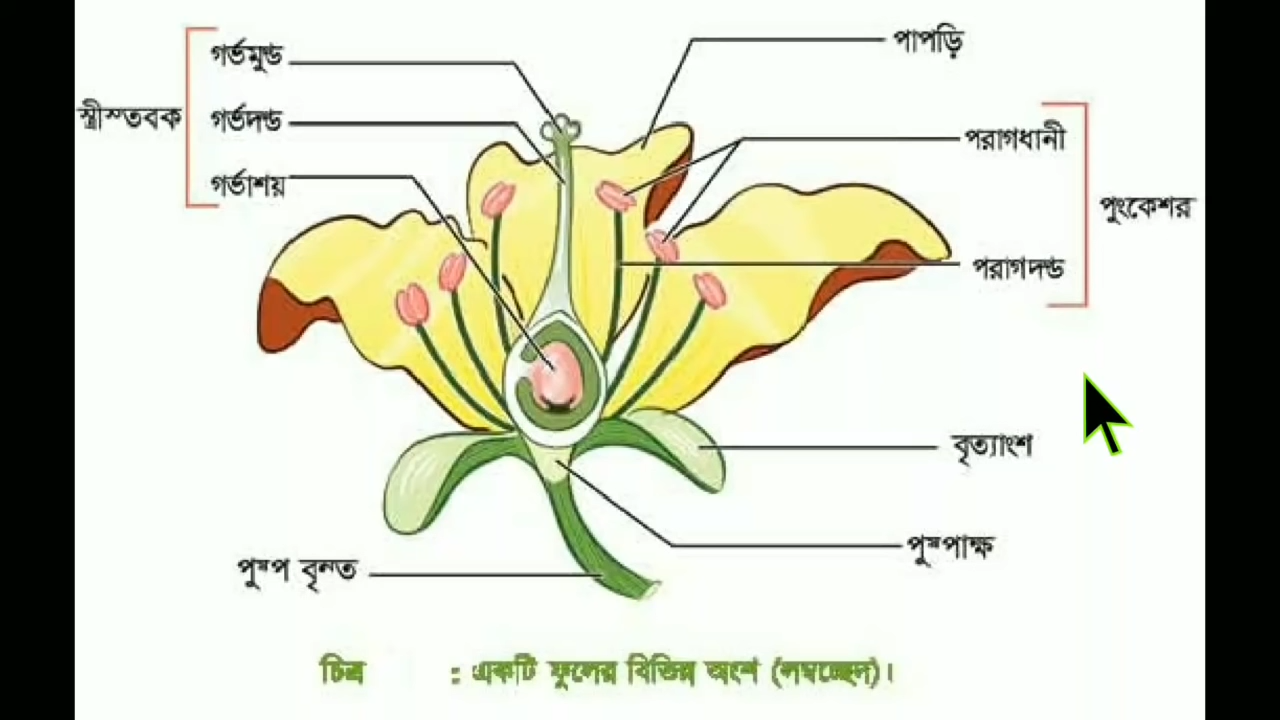 গর্ভমুন্ড
পাপড়ি
স্ত্রীস্তবক
গর্ভদন্ড
পরাগধানী
গর্ভাশয়
পুংকেশর
পরাগদন্ড
বৃত্যাংশ
পুষ্পাক্ষ
পুষ্প বৃন্ত
চিত্র : একটি ফুলের বিভিন্ন অংশ (লম্বচ্ছেদ)।